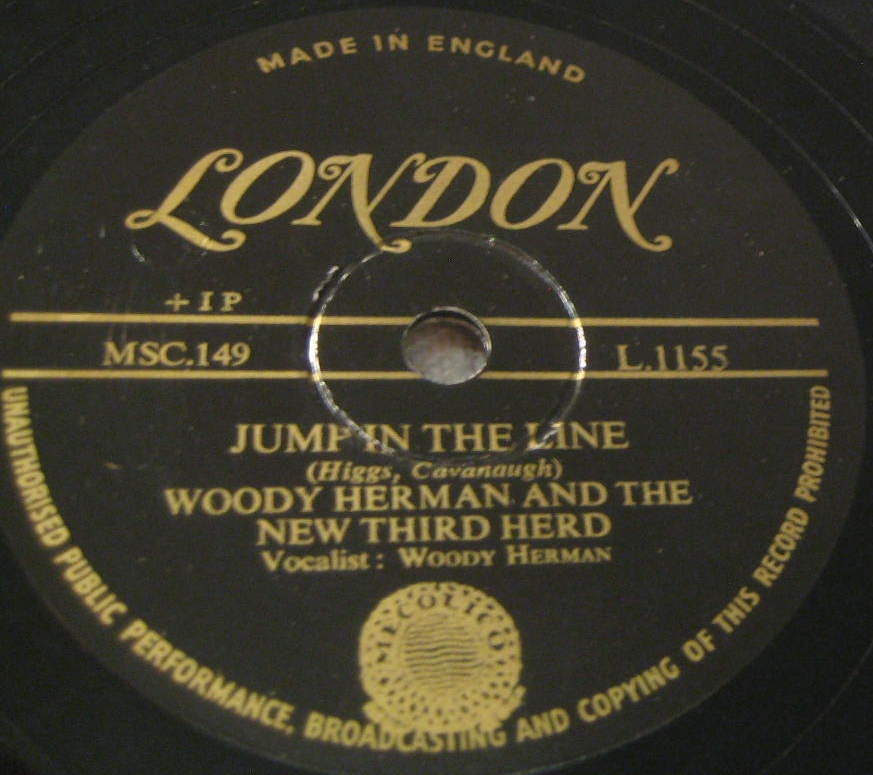 MADE IN ENGLAND
LONDON
+ I P
MSC.149
L.1155
JUMP IN THE LINE
(Higgs, Cavanaugh)
WOODY HERMAN AND THE
NEW THIRD HERD
Vocalist : WOODY HERMAN
MECOLICO
UNAUTHORISED PUBLIC PERFORMANCE, BROADCASTING AND COPYING OF THIS RECORD PROHIBITED